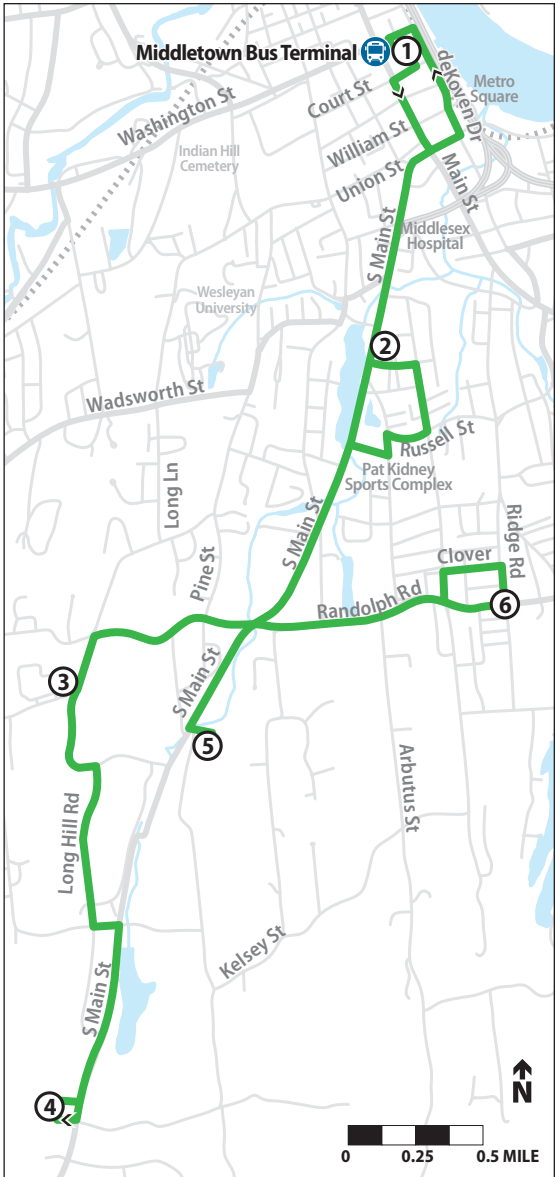 Middletown Bus Terminal
1
deKoven Dr
Metro
Square
Court St
Washington St
William St
Indian Hill
Cemetery
Union St
Main St
S Main St
Middlesex
Hospital
Wesleyan
University
2
Wadsworth St
Russell St
Pat Kidney
Sports Complex
Long Ln
S Main St
Ridge Rd
Clover
Pine St
Randolph Rd
6
3
S Main St
5
Arbutus St
Long Hill Rd
Kelsey St
S Main St
4
N
0 0.25 0.5 MILE